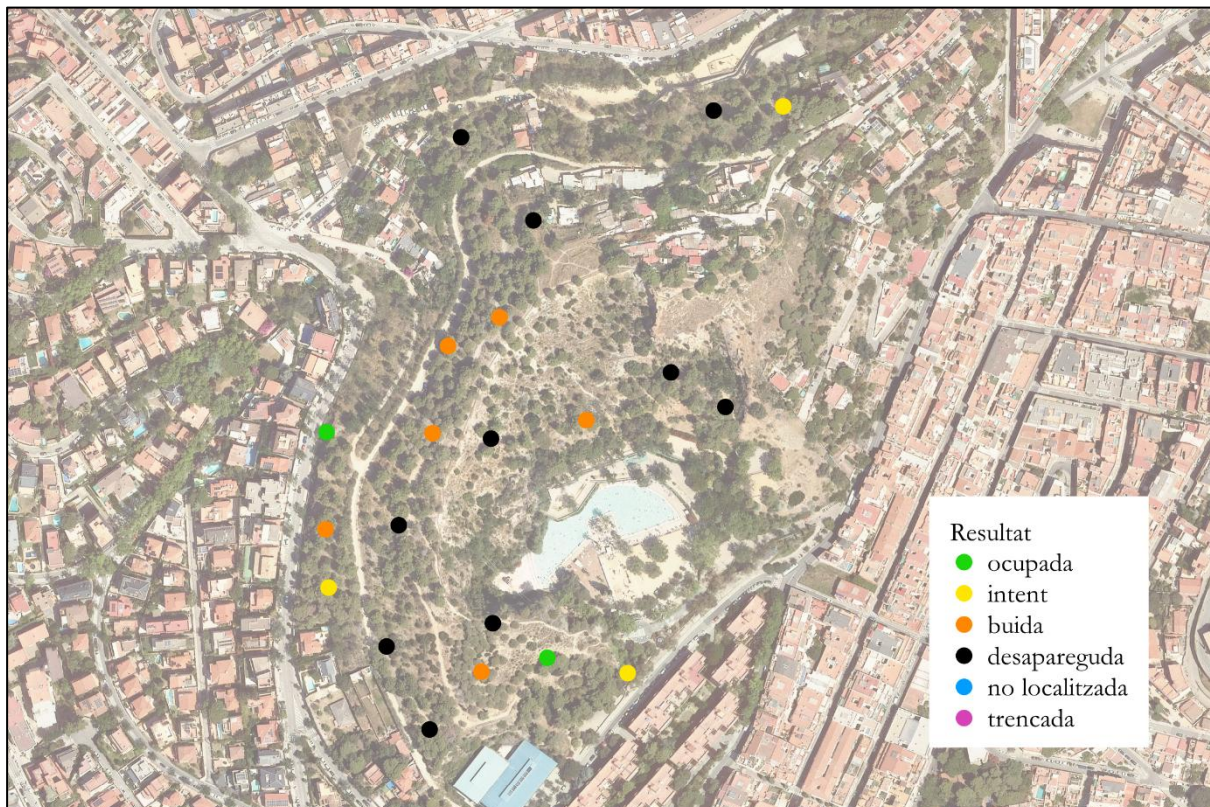 Resultat
ocupada
intent
buida
desapareguda
no localitzada
trencada